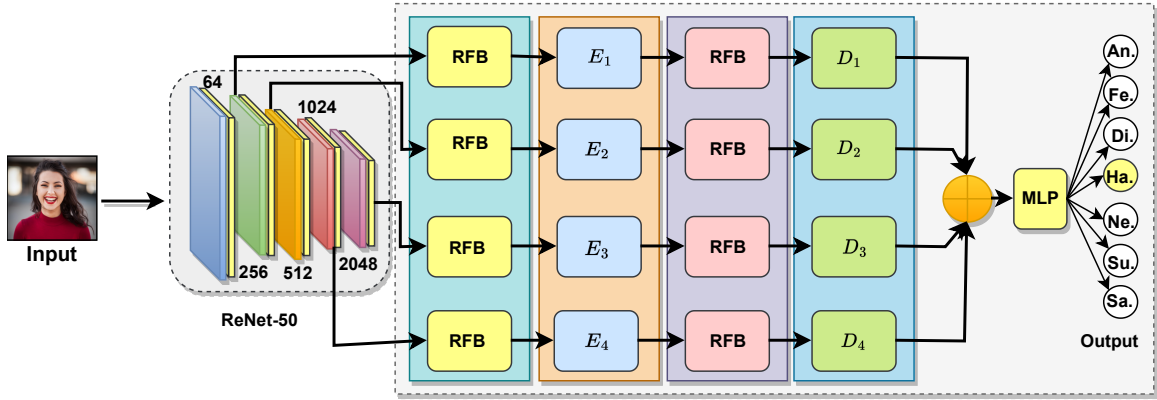 64
1024
256
512
2048
Input
ReNet-50
RFB
E1
RFB
D1
RFB
E2
RFB
D2
RFB
E3
RFB
D3
RFB
E4
RFB
D4
MLP
An.
Fe.
Di.
Ha.
Ne.
Su.
Sa.
Output